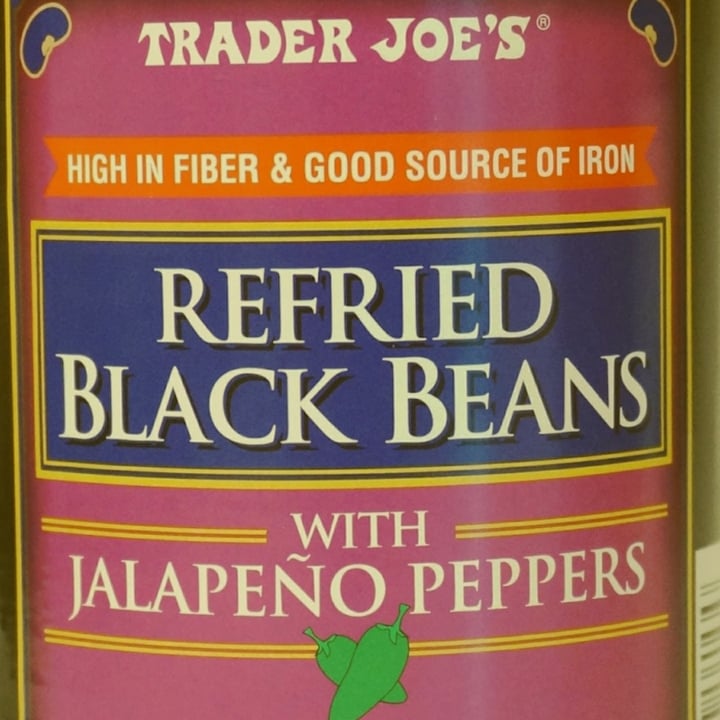 TRADER JOE'S®
HIGH IN FIBER & GOOD SOURCE OF IRON
REFRIED
BLACK BEANS
WITH
JALAPEÑO PEPPERS